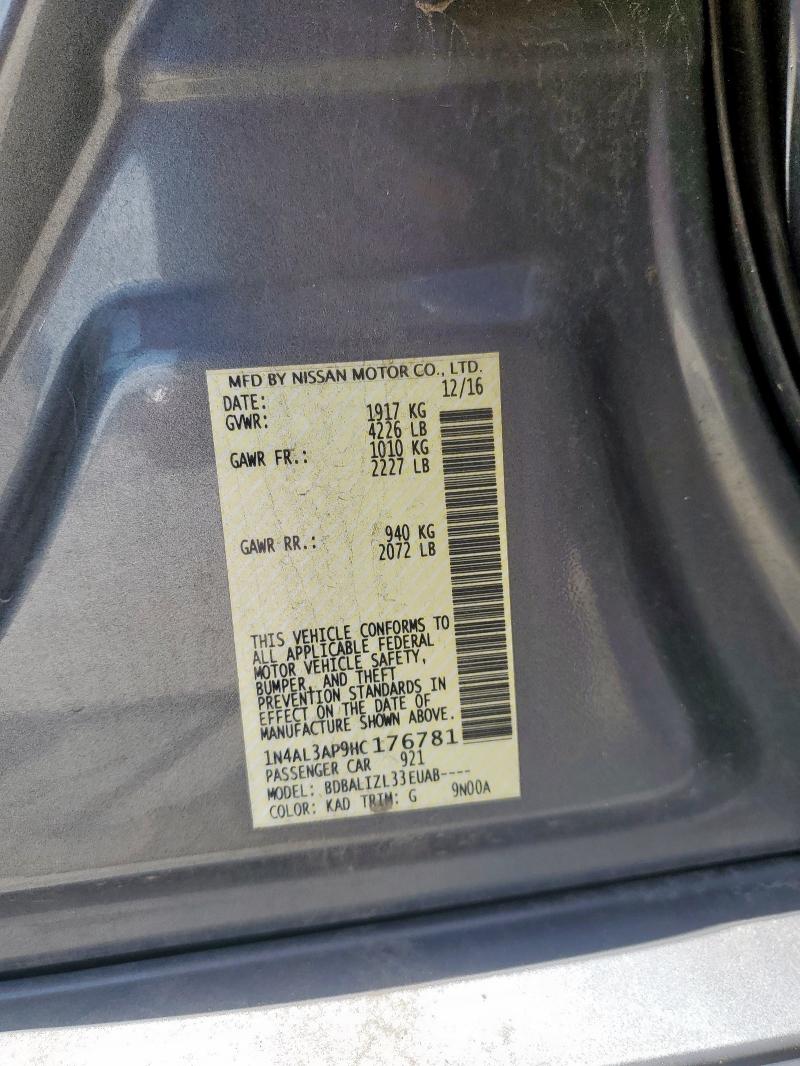 MFD BY NISSAN MOTOR CO., LTD.
DATE: 12/16
GVWR: 1917 KG
4226 LB
GAWR FR.: 1010 KG
2227 LB
GAWR RR.: 940 KG
2072 LB
THIS VEHICLE CONFORMS TO
ALL APPLICABLE FEDERAL
MOTOR VEHICLE SAFETY,
BUMPER, AND THEFT
PREVENTION STANDARDS IN
EFFECT ON THE DATE OF
MANUFACTURE SHOWN ABOVE.
1N4AL3AP9HC176781
PASSENGER CAR 921
MODEL: BDBALIZL33EUAB----
COLOR: KAD TRIM: G 9N00A